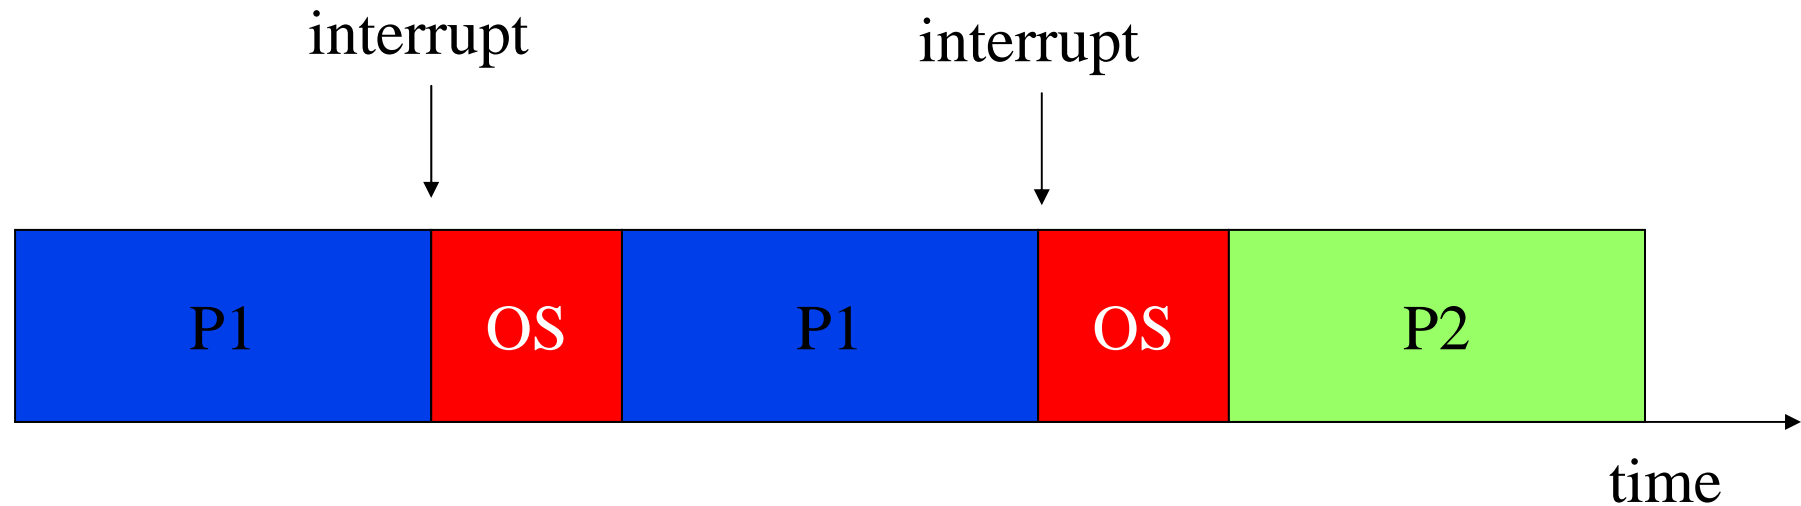 interrupt
interrupt
P1
OS
P1
OS
P2
time